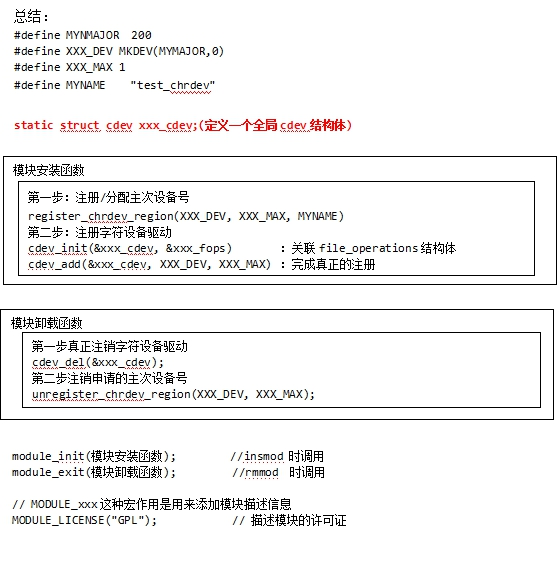 总结：
#define MYNMAJOR  200
#define XXX_DEV MKDEV(MYMAJOR,0)
#define XXX_MAX 1
#define MYNAME   "test_chrdev"
static struct cdev xxx_cdev;(定义一个全局cdev结构体)
模块安装函数
第一步：注册/分配主次设备号
register_chrdev_region(XXX_DEV, XXX_MAX, MYNAME)
第二步：注册字符设备驱动
cdev_init(&xxx_cdev, &xxx_fops)       ：关联file_operations结构体
cdev_add(&xxx_cdev, XXX_DEV, XXX_MAX) ：完成真正的注册
模块卸载函数
第一步真正注销字符设备驱动
cdev_del(&xxx_cdev);
第二步注销申请的主次设备号
unregister_chrdev_region(XXX_DEV, XXX_MAX);
module_init(模块安装函数);        //insmod 时调用
module_exit(模块卸载函数);        //rmmod  时调用
// MODULE_xxx这种宏作用是用来添加模块描述信息
MODULE_LICENSE("GPL");          // 描述模块的许可证